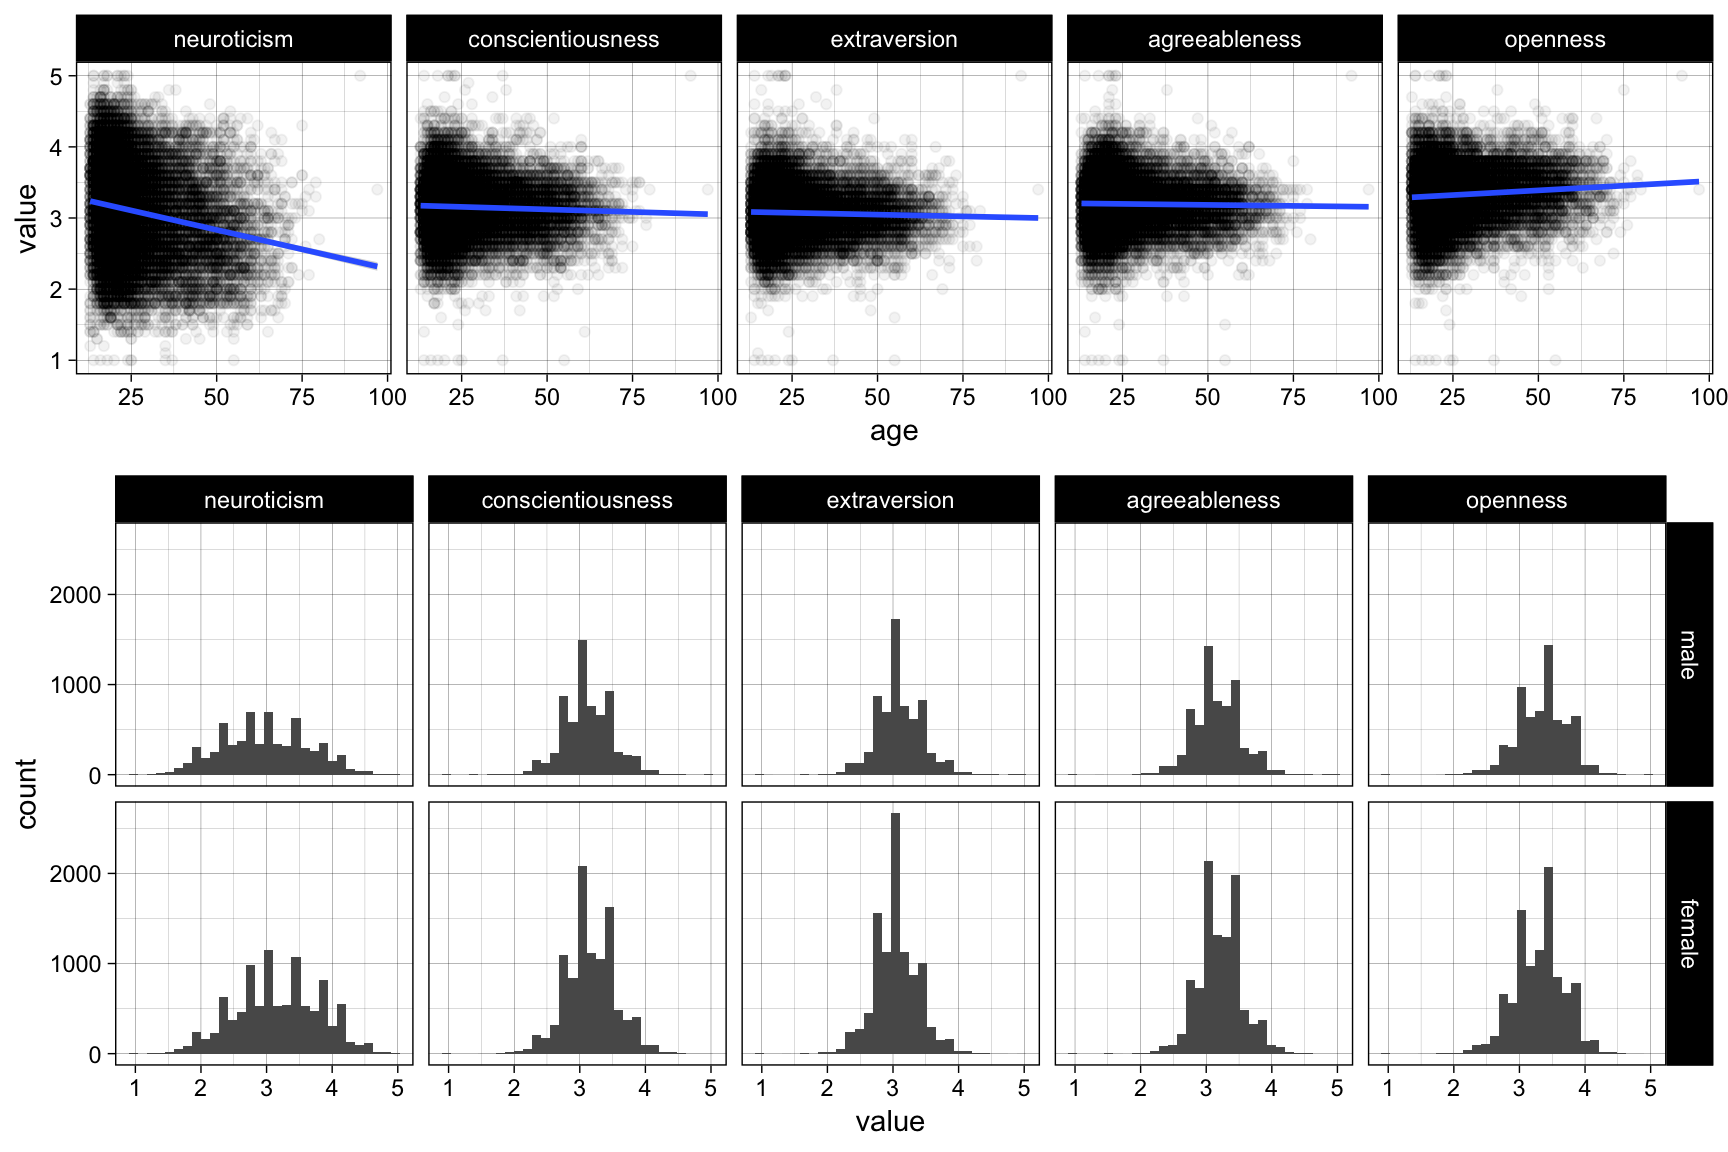 neuroticism conscientiousness extraversion agreeableness openness
5
4
3
2
1
value
25 50 75 100 25 50 75 100 25 50 75 100 25 50 75 100 25 50 75 100
age
neuroticism conscientiousness extraversion agreeableness openness
2000
1000
0
male
count
2000
1000
0
female
1 2 3 4 5 1 2 3 4 5 1 2 3 4 5 1 2 3 4 5 1 2 3 4 5
value